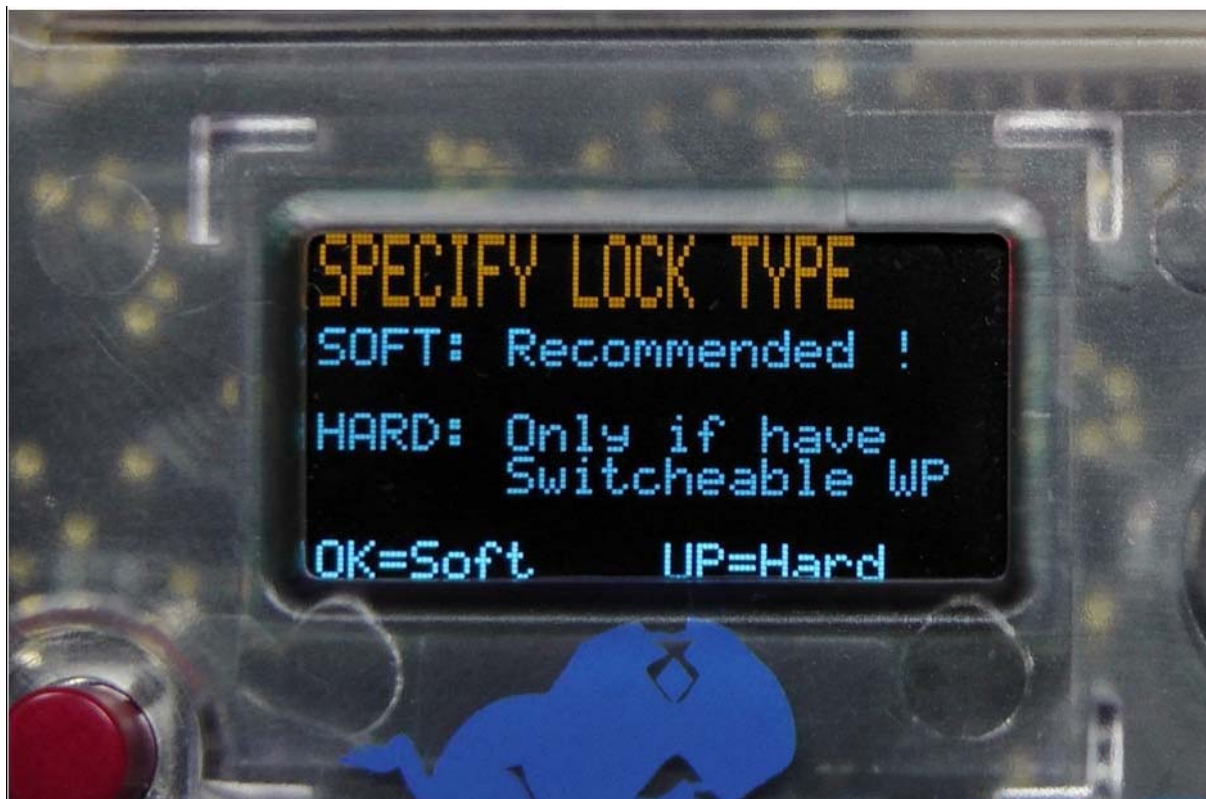 SPECIFY LOCK TYPE
SOFT: Recommended !
HARD: Only if have
Switcheable WP
OK=Soft UP=Hard